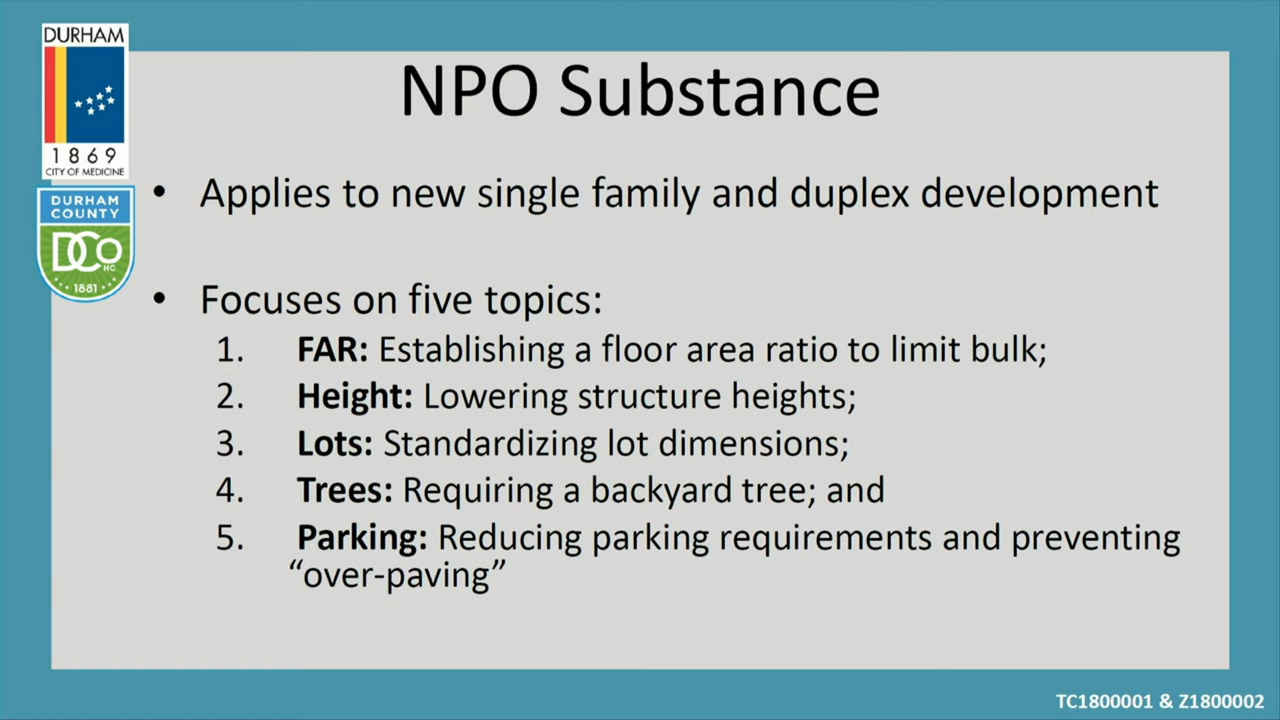 DURHAM
1869
CITY OF MEDICINE
DURHAM
COUNTY
DCO
NC
1881
NPO Substance
• Applies to new single family and duplex development
• Focuses on five topics:
1. FAR: Establishing a floor area ratio to limit bulk;
2. Height: Lowering structure heights;
3. Lots: Standardizing lot dimensions;
4. Trees: Requiring a backyard tree; and
5. Parking: Reducing parking requirements and preventing
“over-paving”
TC1800001 & Z1800002